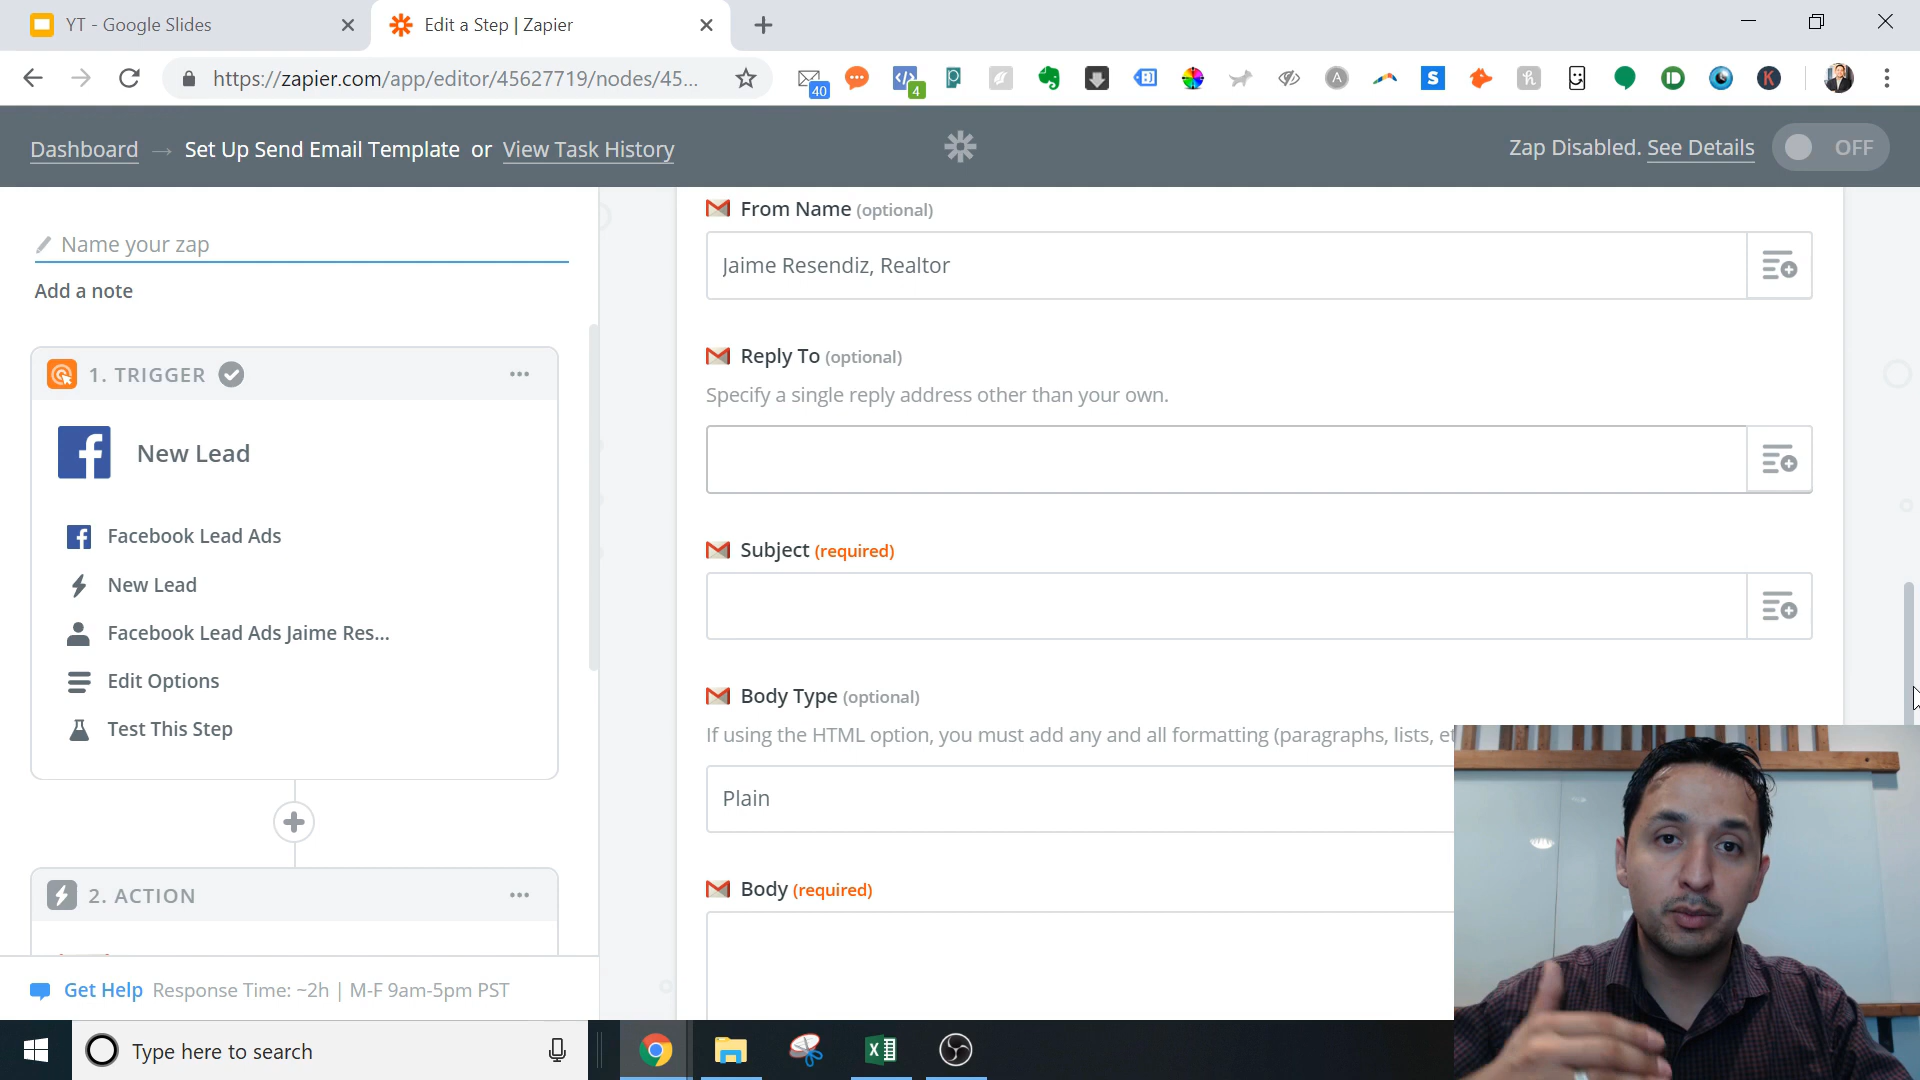 YT - Google Slides
Edit a Step | Zapier
https://zapier.com/app/editor/45627719/nodes/45...
40
4
Dashboard → Set Up Send Email Template or View Task History
Zap Disabled. See Details OFF
Name your zap
Add a note
1. TRIGGER
New Lead
Facebook Lead Ads
New Lead
Facebook Lead Ads Jaime Res...
Edit Options
Test This Step
2. ACTION
Get Help Response Time: ~2h | M-F 9am-5pm PST
From Name (optional)
Jaime Resendiz, Realtor
Reply To (optional)
Specify a single reply address other than your own.
Subject (required)
Body Type (optional)
If using the HTML option, you must add any and all formatting (paragraphs, lists, et
Plain
Body (required)
Type here to search